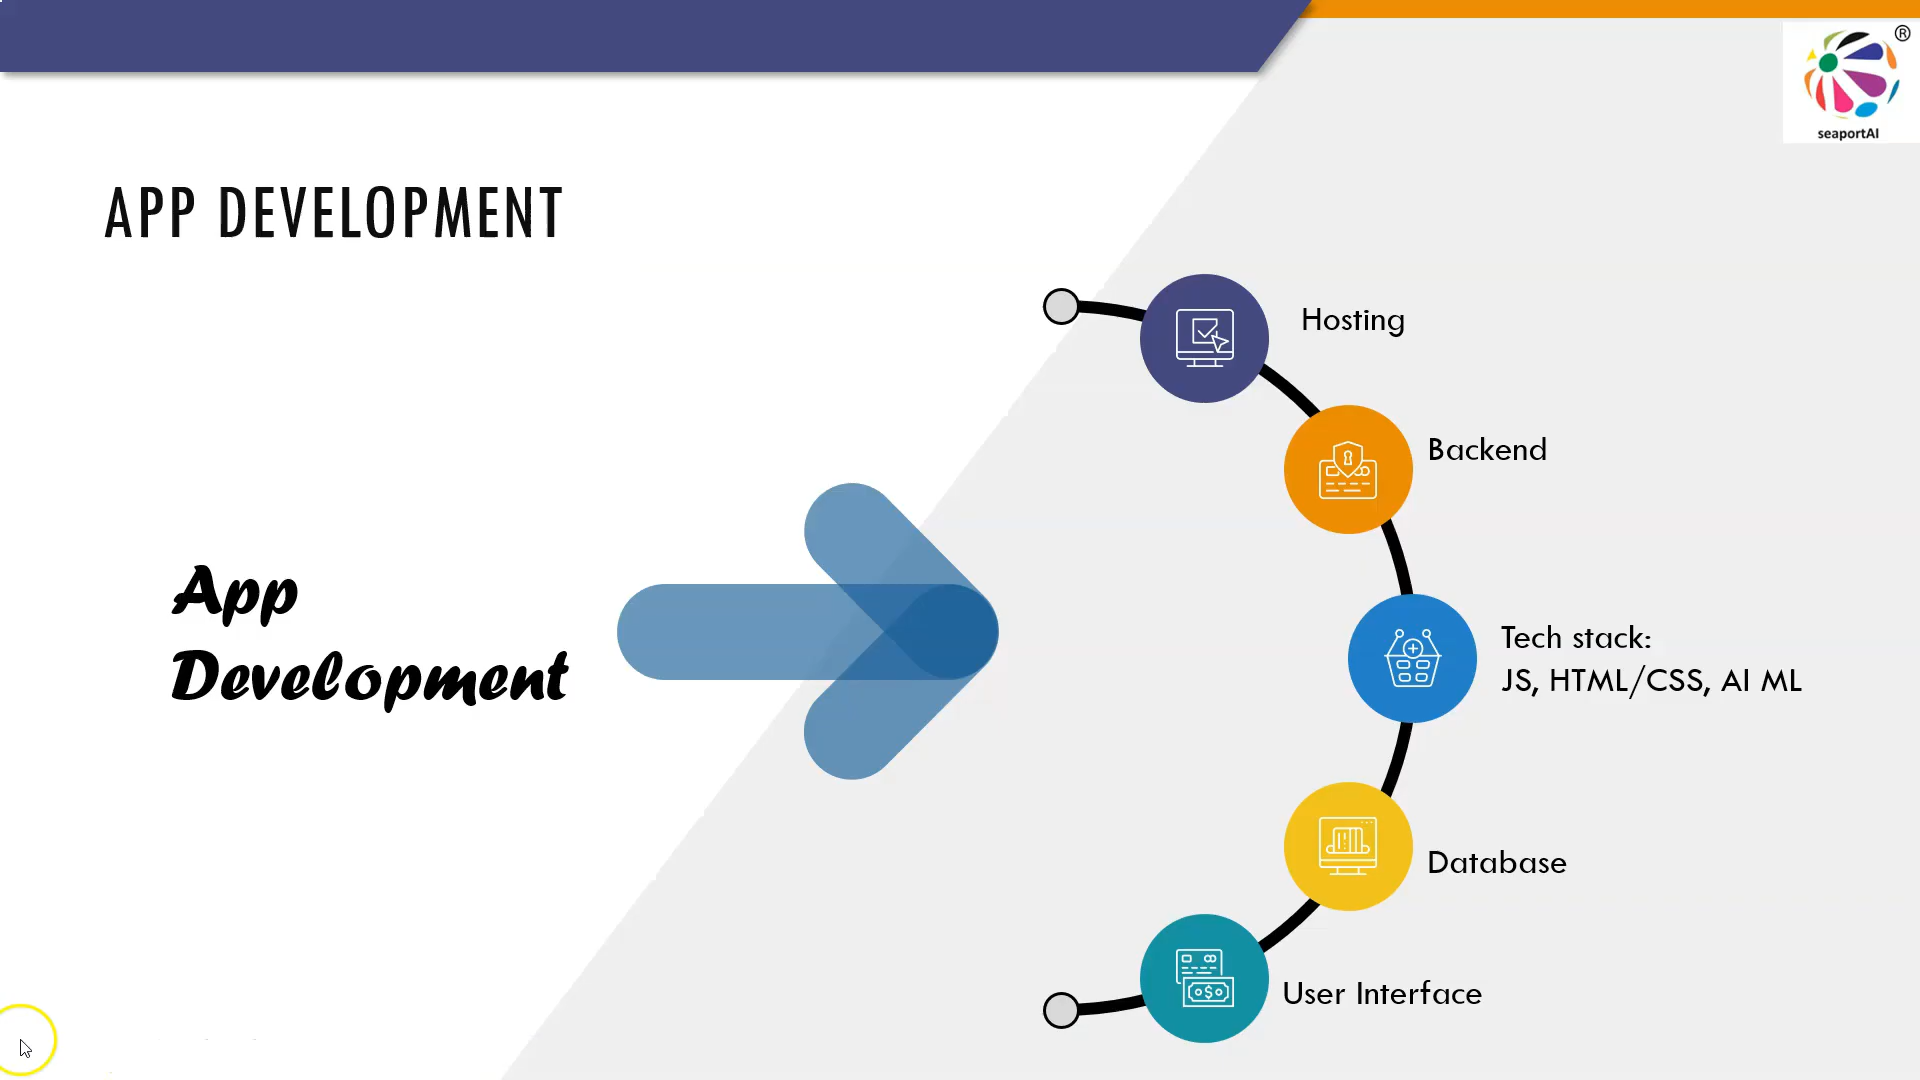 ®
seaportAI
APP DEVELOPMENT
Hosting
Backend
App
Development
Tech stack:
JS, HTML/CSS, AI ML
Database
User Interface